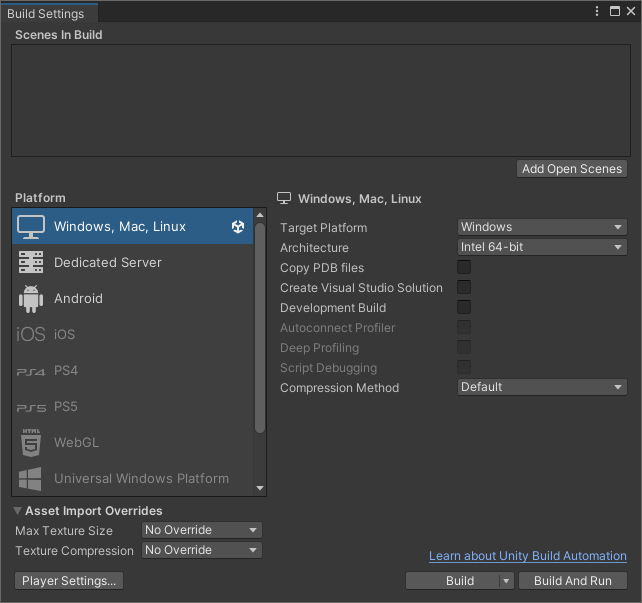 Build Settings
Scenes In Build
Add Open Scenes
Platform
Windows, Mac, Linux
Dedicated Server
Android
iOS iOS
PS4 PS4
PS5 PS5
HTML 5 WebGL
Universal Windows Platform
Windows, Mac, Linux
Target Platform Windows
Architecture Intel 64-bit
Copy PDB files
Create Visual Studio Solution
Development Build
Autoconnect Profiler
Deep Profiling
Script Debugging
Compression Method Default
Asset Import Overrides
Max Texture Size No Override
Texture Compression No Override
Learn about Unity Build Automation
Player Settings...
Build
Build And Run